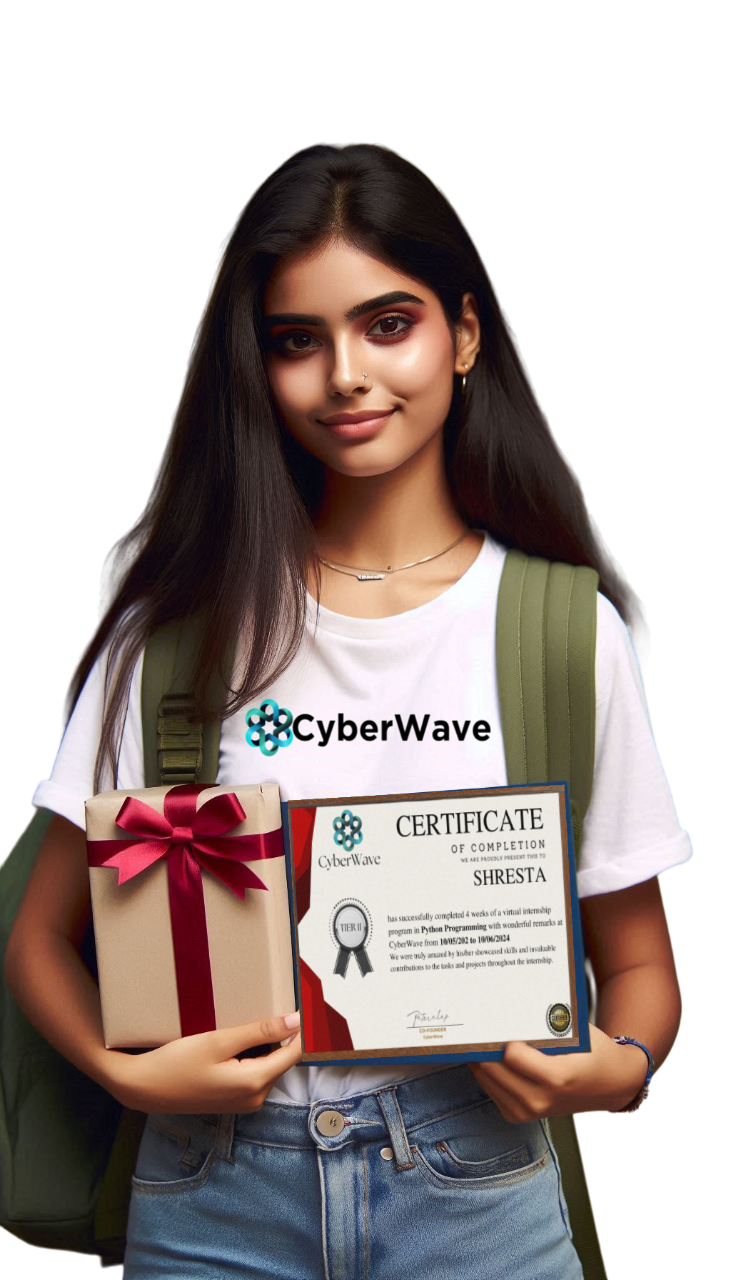 CyberWave
CERTIFICATE
OF COMPLETION
WE ARE PROUDLY PRESENT THIS TO
SHRESTA
CyberWave
TIER II
has successfully completed 4 weeks of a virtual internship
program in Python Programming with wonderful remarks at
CyberWave from 10/05/202 to 10/06/2024
We were truly amazed by his/her showcased skills and invaluable
contributions to the tasks and projects throughout the internship.
CO-FOUNDER
CyberWave